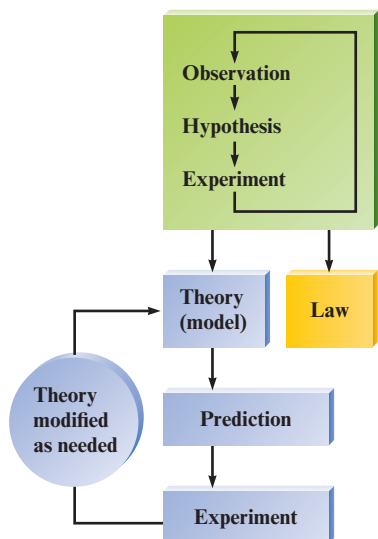 Observation
Hypothesis
Experiment
Theory
(model)
Law
Theory
modified
as needed
Prediction
Experiment